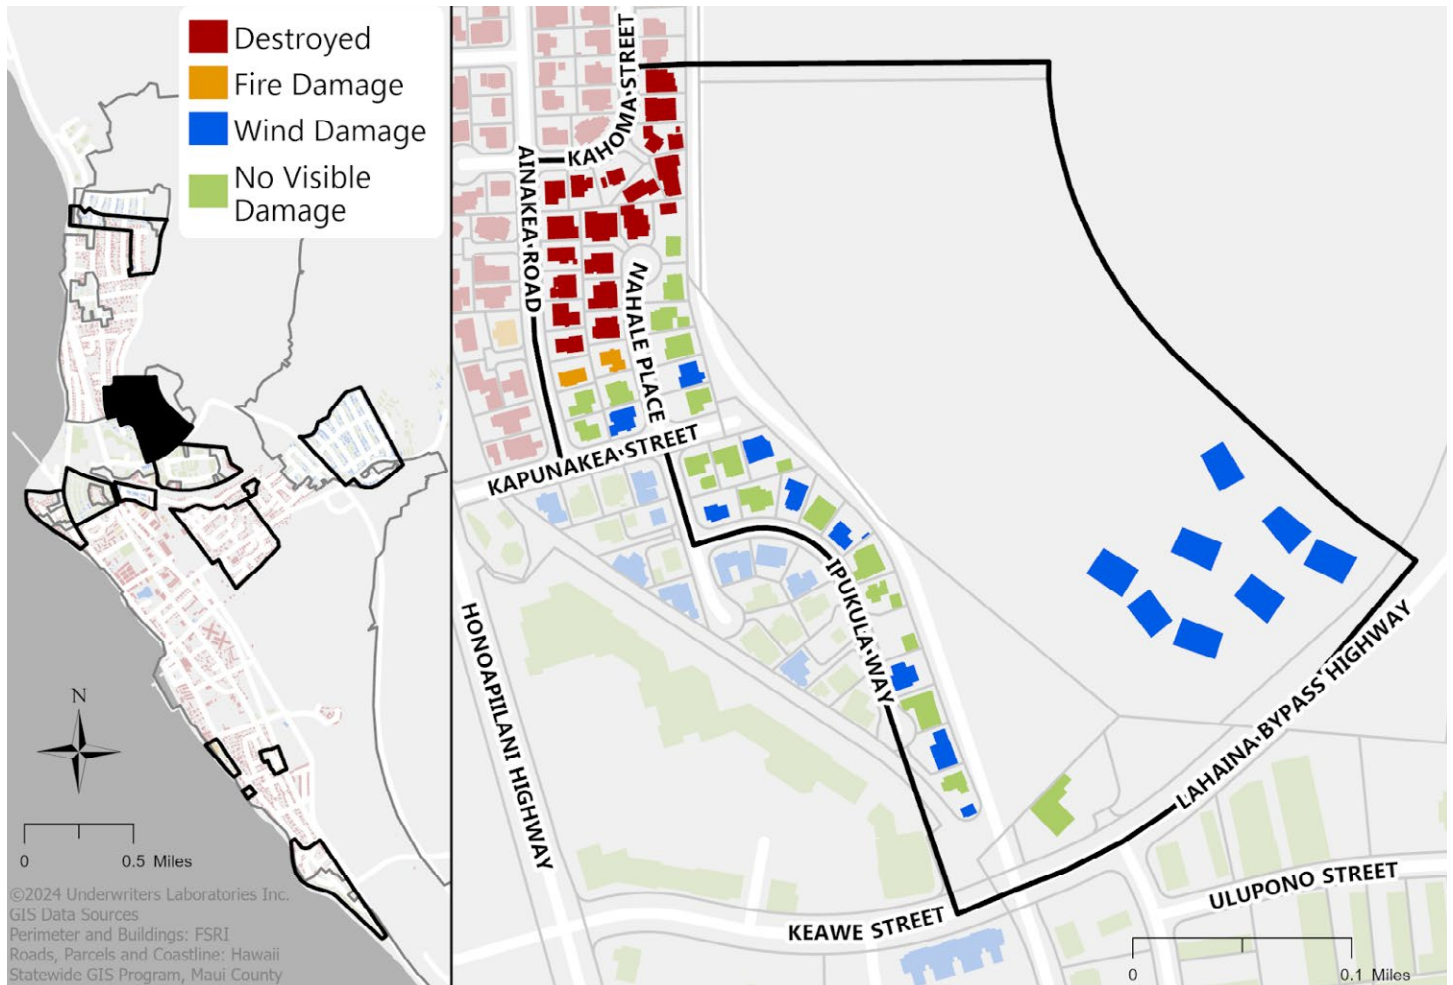 Destroyed
Fire Damage
Wind Damage
No Visible
Damage
N
0
0.5 Miles
©2024 Underwriters Laboratories Inc.
GIS Data Sources
Perimeter and Buildings: FSRI
Roads, Parcels and Coastline: Hawaii
Statewide GIS Program, Maui County
KAHOWA STREET
AINAKEA ROAD
WAHALE PLACE
KAPUNAKEA STREET
IPUKULA WAY
HONOAPIILANI HIGHWAY
LAHAINA BYPASS HIGHWAY
ULUPONO STREET
KEAWE STREET
0
0.1 Miles